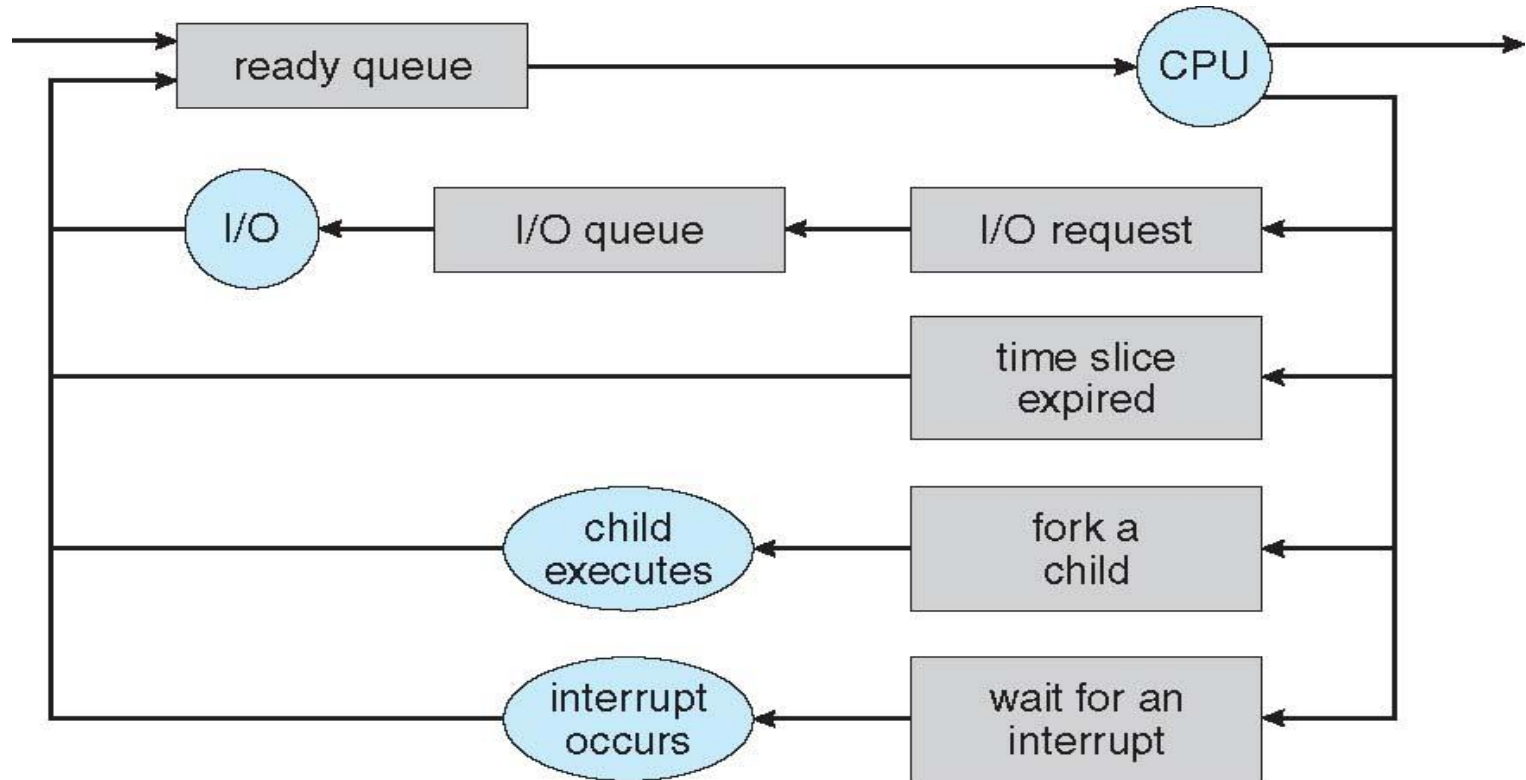 ready queue
CPU
I/O
I/O queue
I/O request
time slice
expired
child
executes
fork a
child
interrupt
occurs
wait for an
interrupt